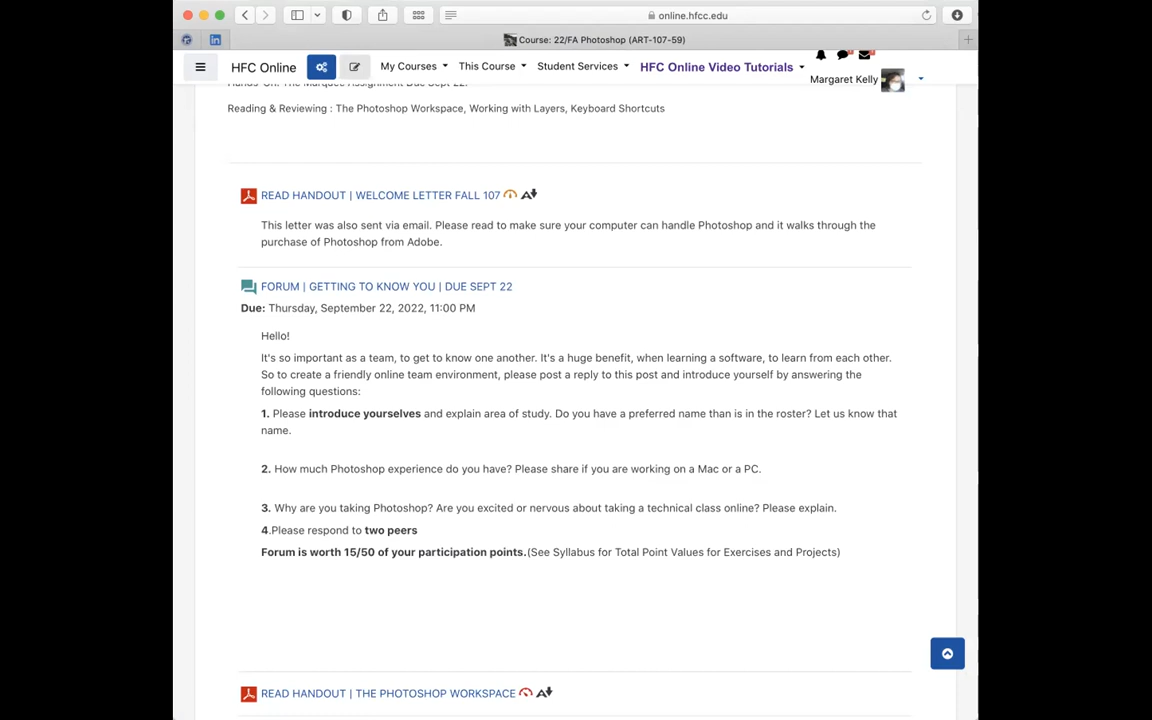 online.hfcc.edu
Course: 22/FA Photoshop (ART-107-59)
HFC Online
My Courses
This Course
Student Services
HFC Online Video Tutorials
Margaret Kelly
Hands-On: The Marquee Assignment Due Sept 22.
Reading & Reviewing : The Photoshop Workspace, Working with Layers, Keyboard Shortcuts
READ HANDOUT | WELCOME LETTER FALL 107
This letter was also sent via email. Please read to make sure your computer can handle Photoshop and it walks through the
purchase of Photoshop from Adobe.
FORUM | GETTING TO KNOW YOU | DUE SEPT 22
Due: Thursday, September 22, 2022, 11:00 PM
Hello!
It's so important as a team, to get to know one another. It's a huge benefit, when learning a software, to learn from each other.
So to create a friendly online team environment, please post a reply to this post and introduce yourself by answering the
following questions:
1. Please introduce yourselves and explain area of study. Do you have a preferred name than is in the roster? Let us know that
name.
2. How much Photoshop experience do you have? Please share if you are working on a Mac or a PC.
3. Why are you taking Photoshop? Are you excited or nervous about taking a technical class online? Please explain.
4.Please respond to two peers
Forum is worth 15/50 of your participation points.(See Syllabus for Total Point Values for Exercises and Projects)
READ HANDOUT | THE PHOTOSHOP WORKSPACE